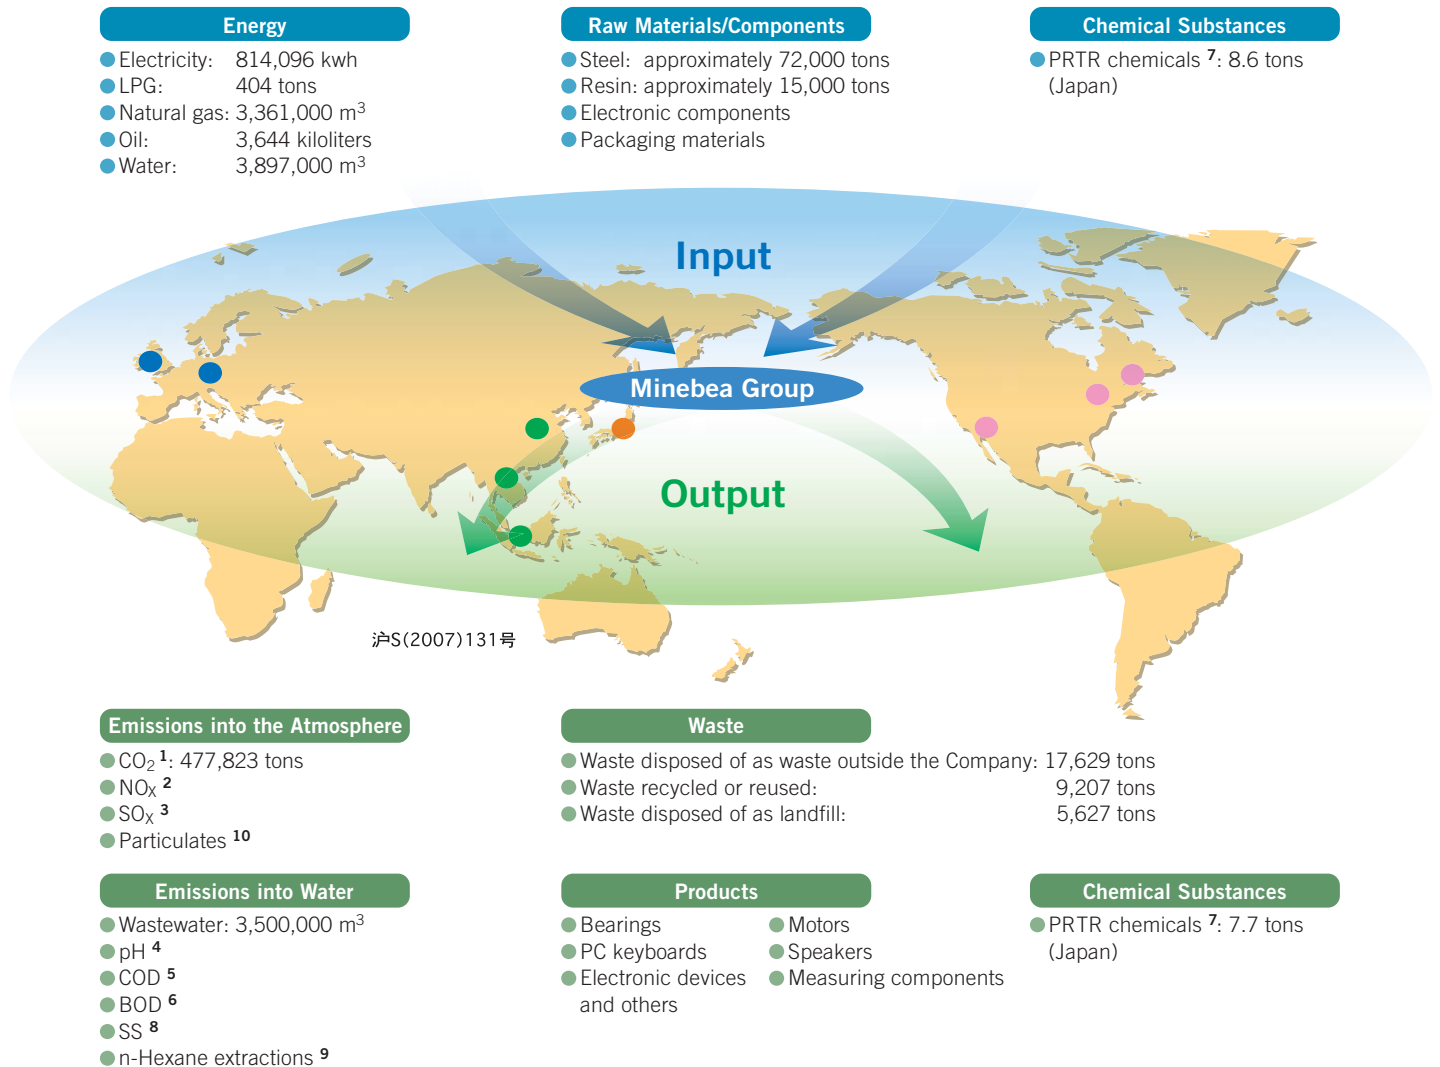 Energy
Electricity: 814,096 kwh
LPG: 404 tons
Natural gas: 3,361,000 m3
Oil: 3,644 kiloliters
Water: 3,897,000 m3
Raw Materials/Components
Steel: approximately 72,000 tons
Resin: approximately 15,000 tons
Electronic components
Packaging materials
Chemical Substances
PRTR chemicals 7: 8.6 tons
(Japan)
Input
Minebea Group
Output
沪S(2007)131号
Emissions into the Atmosphere
CO2 1: 477,823 tons
NOX 2
SOX 3
Particulates 10
Waste
Waste disposed of as waste outside the Company: 17,629 tons
Waste recycled or reused: 9,207 tons
Waste disposed of as landfill: 5,627 tons
Emissions into Water
Wastewater: 3,500,000 m3
pH 4
COD 5
BOD 6
SS 8
n-Hexane extractions 9
Products
Bearings
PC keyboards
Electronic devices
and others
Motors
Speakers
Measuring components
Chemical Substances
PRTR chemicals 7: 7.7 tons
(Japan)